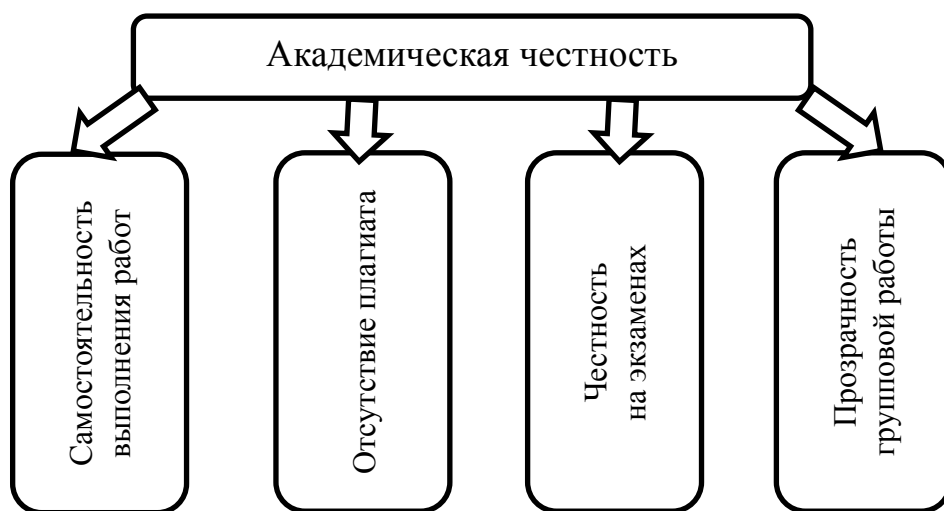 Академическая честность
Самостоятельность
выполнения работ
Отсутствие плагиата
Честность
на экзаменах
Прозрачность
групповой работы